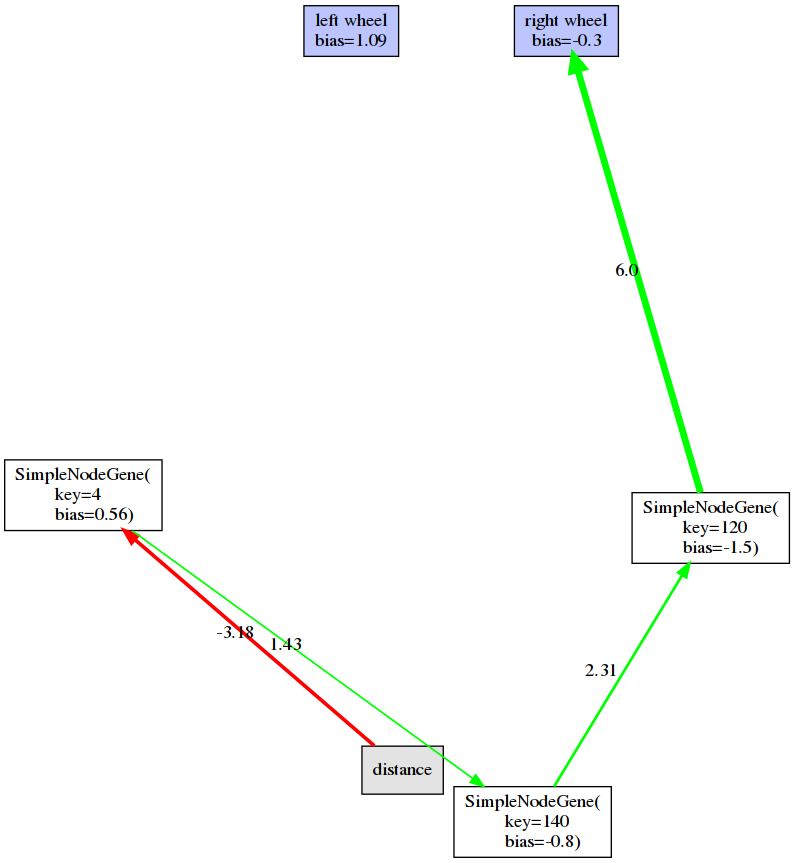 left wheel
bias=1.09
right wheel
bias=-0.3
6.0
SimpleNodeGene(
key=4
bias=0.56)
SimpleNodeGene(
key=120
bias=-1.5)
-3.18
1.43
2.31
distance
SimpleNodeGene(
key=140
bias=-0.8)